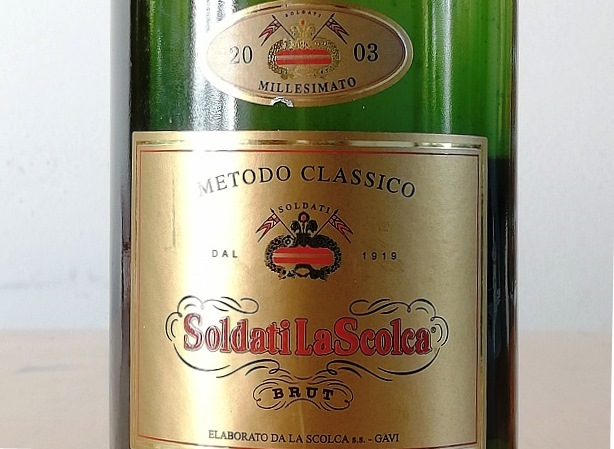 SOLDATI
20 03
MILLESIMATO
METODO CLASSICO
SOLDATI
DAL 1919
Soldati La Scolca®
BRUT
ELABORATO DA LA SCOLCA s.s. - GAVI